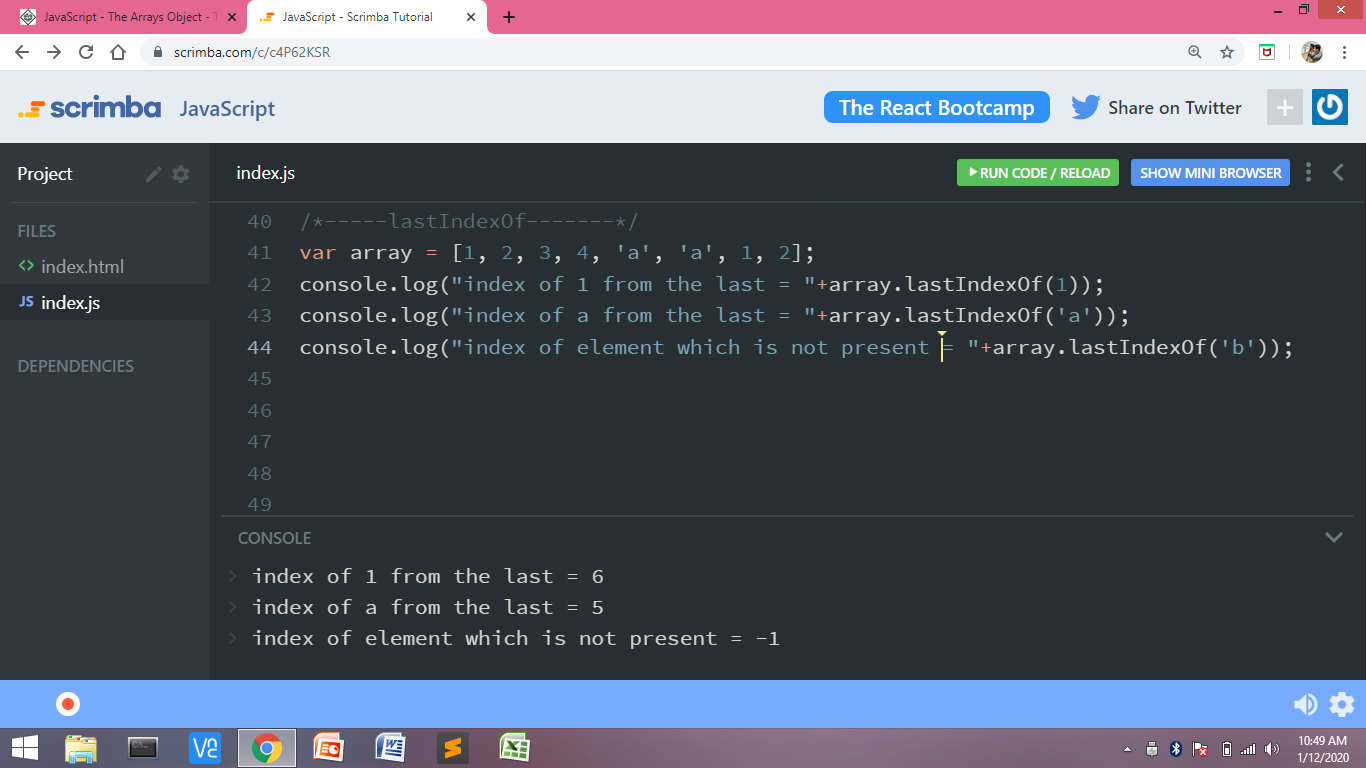 JavaScript - The Arrays Object - T
JavaScript - Scrimba Tutorial
scrimba.com/c/c4P62KSR
scrimba JavaScript
The React Bootcamp Share on Twitter
Project
index.js
RUN CODE / RELOAD SHOW MINI BROWSER
FILES
<> index.html
JS index.js
DEPENDENCIES
40 /*-----lastIndexOf-------*/
41 var array = [1, 2, 3, 4, 'a', 'a', 1, 2];
42 console.log("index of 1 from the last = "+array.lastIndexOf(1));
43 console.log("index of a from the last = "+array.lastIndexOf('a'));
44 console.log("index of element which is not present = "+array.lastIndexOf('b'));
45
46
47
48
49
CONSOLE
index of 1 from the last = 6
index of a from the last = 5
index of element which is not present = -1
10:49 AM
1/12/2020